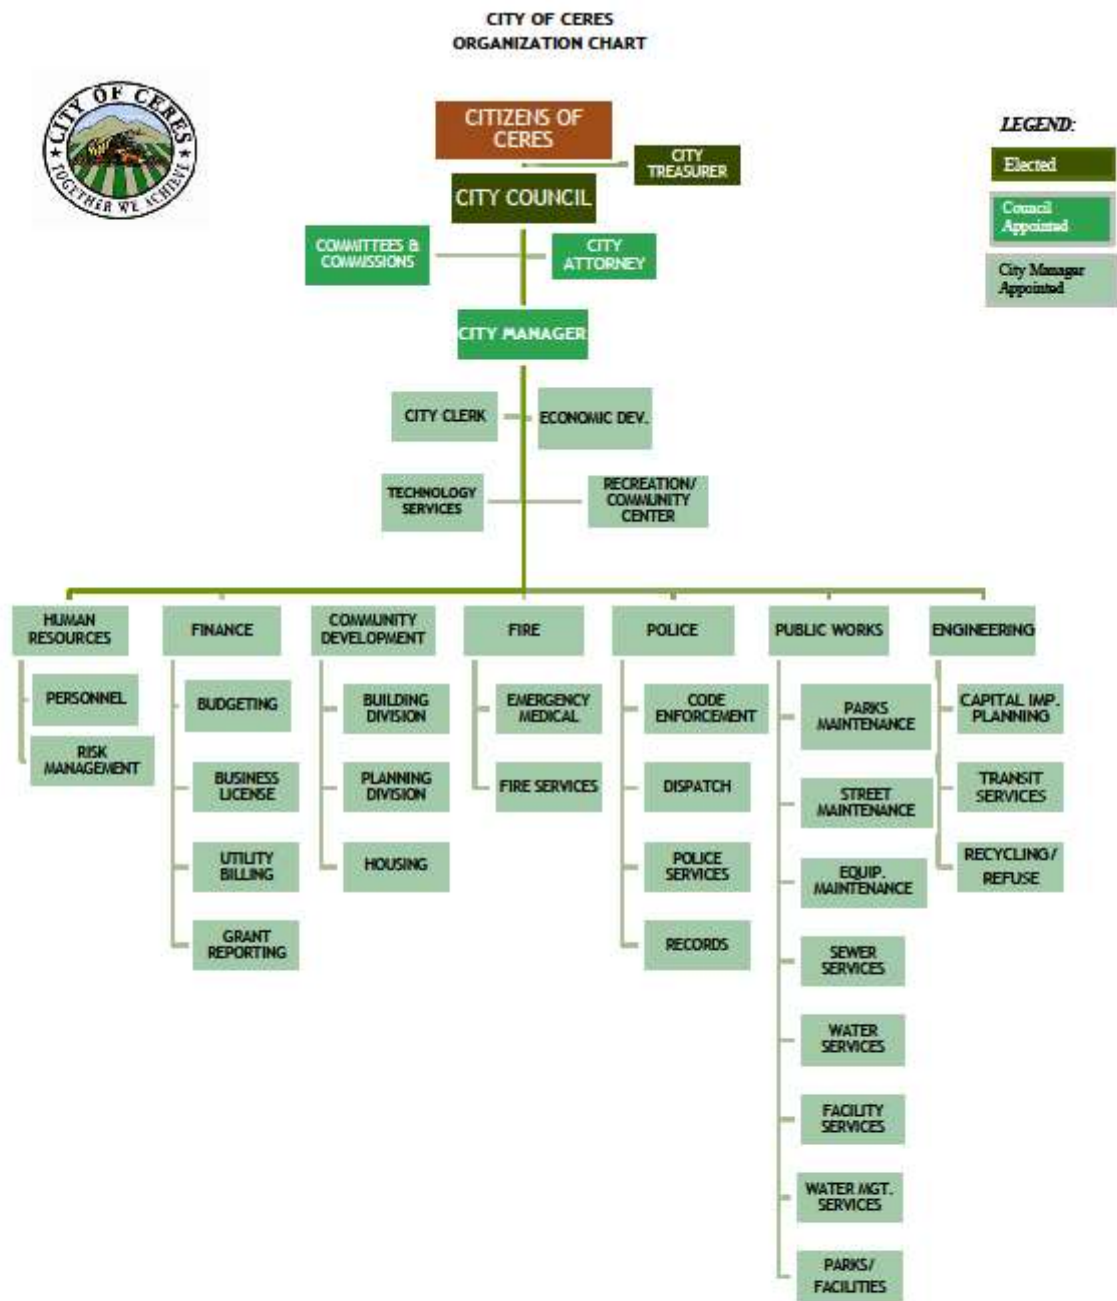 CITY OF CERES
ORGANIZATION CHART
CITY OF CERES
TOGETHER WE ACHIEVE
CITIZENS OF
CERES
CITY
TREASURER
LEGEND:
Elected
Council
Appointed
City Manager
Appointed
CITY COUNCIL
COMMITTEES &
COMMISSIONS
CITY
ATTORNEY
CITY MANAGER
CITY CLERK
ECONOMIC DEV.
TECHNOLOGY
SERVICES
RECREATION/
COMMUNITY
CENTER
HUMAN
RESOURCES
PERSONNEL
RISK
MANAGEMENT
FINANCE
BUDGETING
BUSINESS
LICENSE
UTILITY
BILLING
GRANT
REPORTING
COMMUNITY
DEVELOPMENT
BUILDING
DIVISION
PLANNING
DIVISION
HOUSING
FIRE
EMERGENCY
MEDICAL
FIRE SERVICES
POLICE
CODE
ENFORCEMENT
DISPATCH
POLICE
SERVICES
RECORDS
PUBLIC WORKS
PARKS
MAINTENANCE
STREET
MAINTENANCE
EQUIP.
MAINTENANCE
SEWER
SERVICES
WATER
SERVICES
FACILITY
SERVICES
WATER MGT.
SERVICES
PARKS/
FACILITIES
ENGINEERING
CAPITAL IMP.
PLANNING
TRANSIT
SERVICES
RECYCLING/
REFUSE